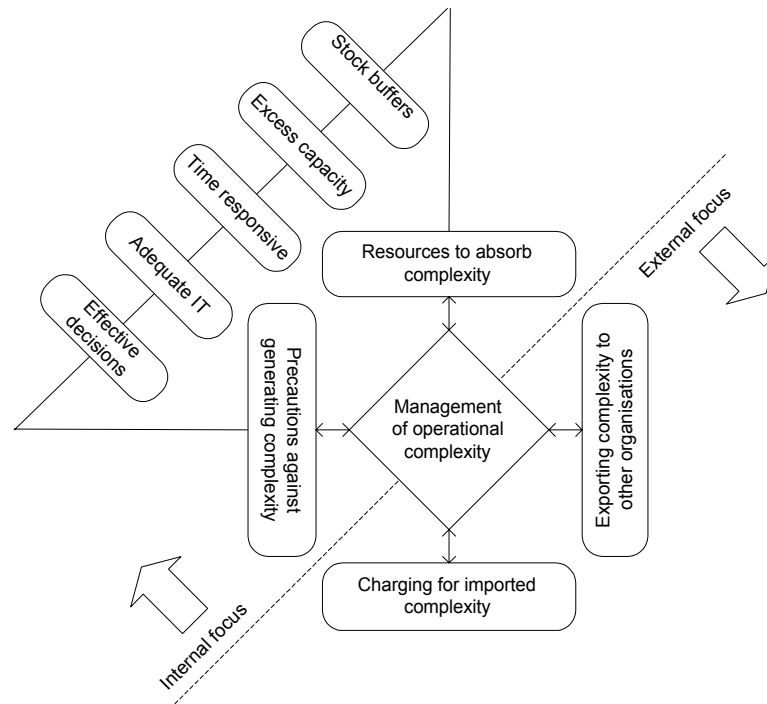 Stock buffers
Excess capacity
Time responsive
Adequate IT
Effective
decisions
Resources to absorb
complexity
External focus
Precautions against
generating complexity
Management
of operational
complexity
Exporting complexity to
other organisations
Charging for imported
complexity
Internal focus